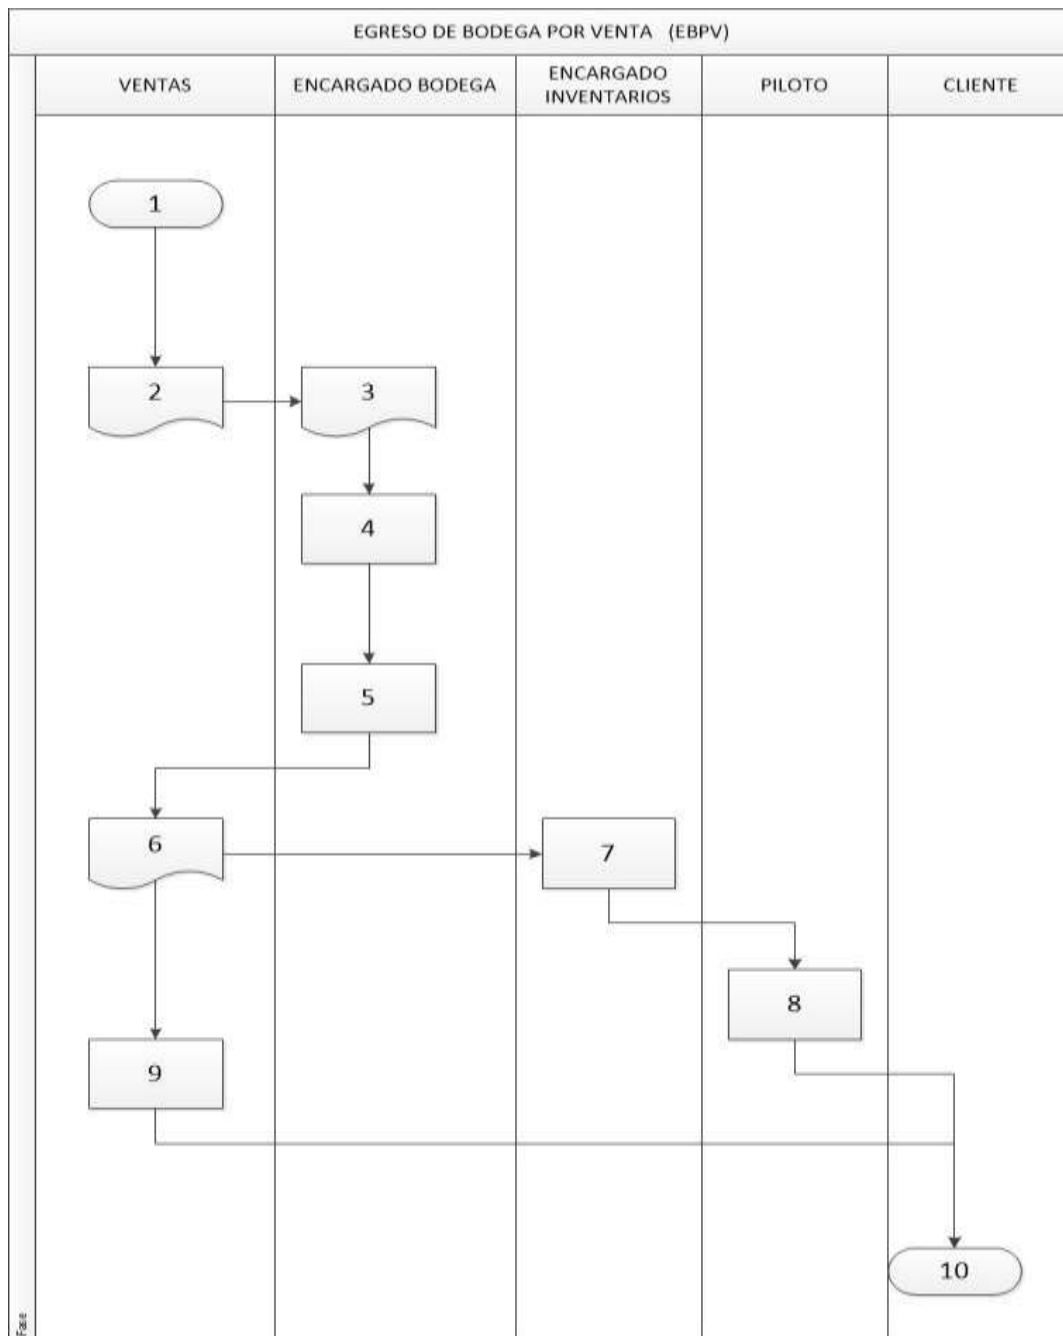 EGRESO DE BODEGA POR VENTA (EBPV)
VENTAS
ENCARGADO BODEGA
ENCARGADO
INVENTARIOS
PILOTO
CLIENTE
1
2
3
4
5
6
7
8
9
10
Fase